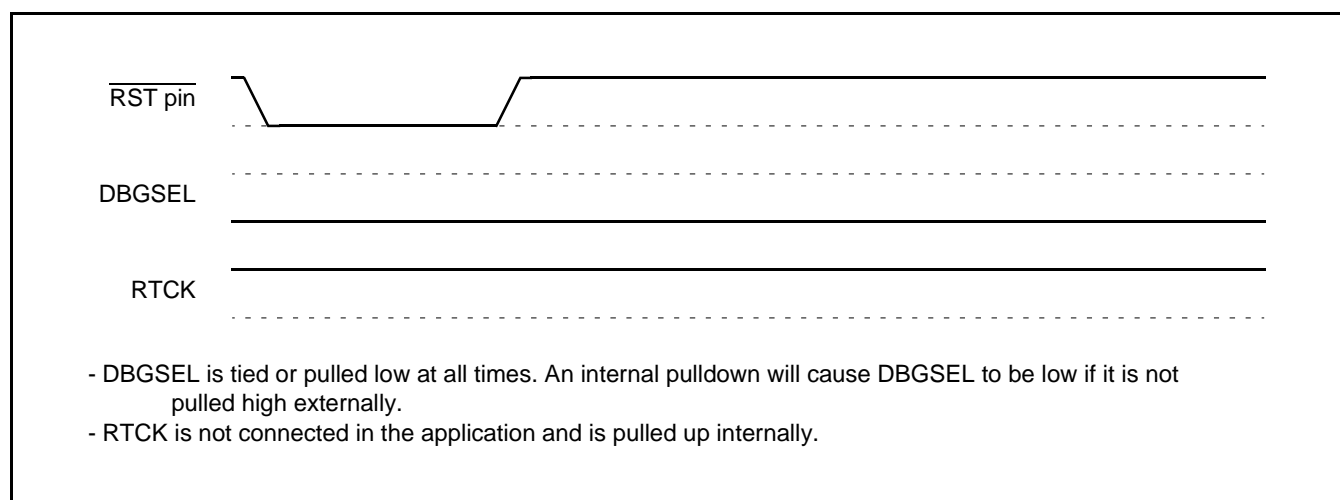 RST pin
DBGSEL
RTCK
- DBGSEL is tied or pulled low at all times. An internal pulldown will cause DBGSEL to be low if it is not
pulled high externally.
- RTCK is not connected in the application and is pulled up internally.